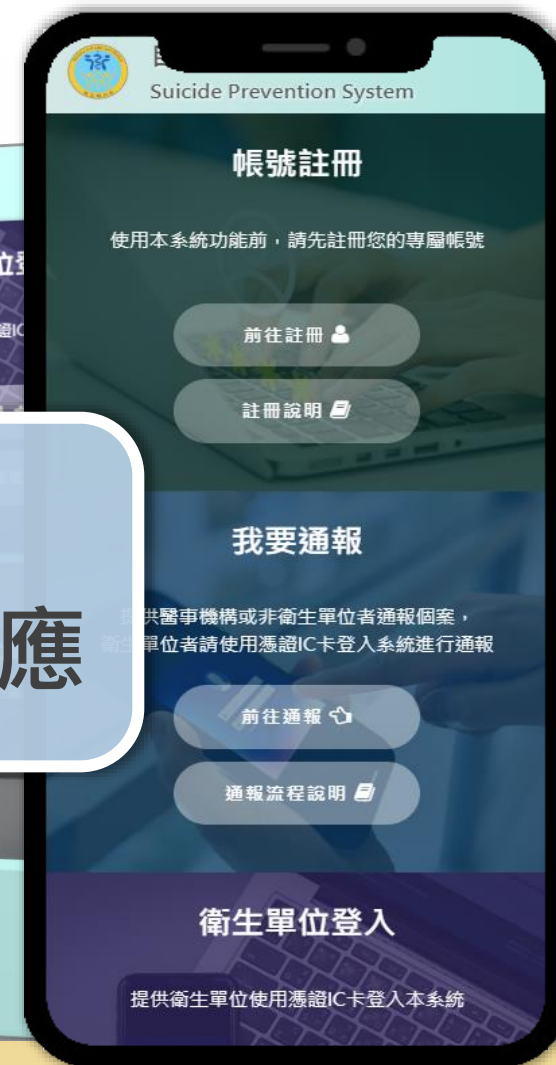 Suicide Prevention System
帳號註冊
使用本系統功能前，請先註冊您的專屬帳號
前往註冊
註冊說明
我要通報
供醫事機構或非衛生單位者通報個案，
單位者請使用憑證IC卡登入系統進行通報
應
前往通報
通報流程說明
衛生單位登入
提供衛生單位使用憑證IC卡登入本系統